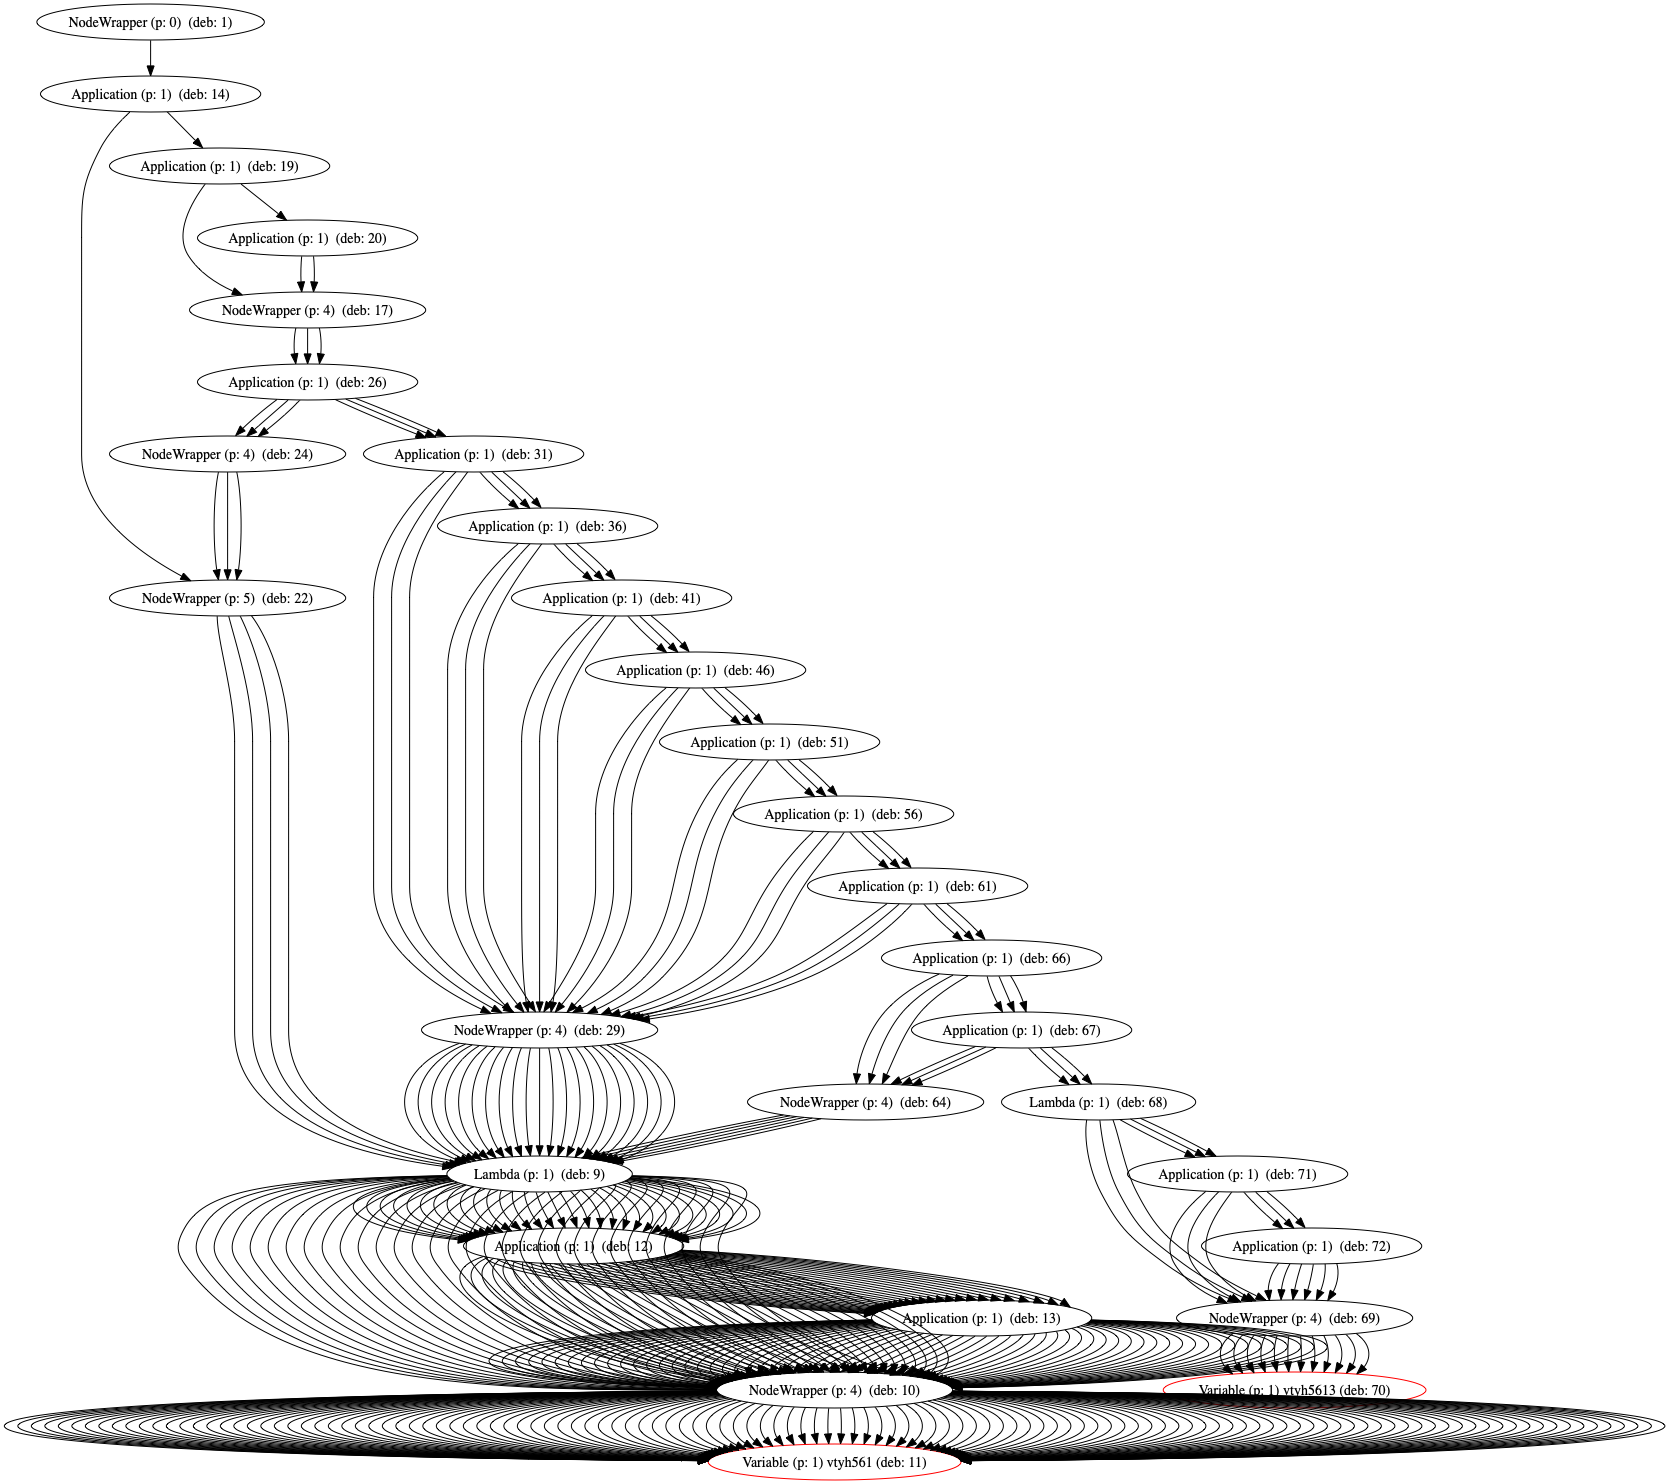 NodeWrapper (p: 0) (deb: 1)
Application (p: 1) (deb: 14)
Application (p: 1) (deb: 19)
Application (p: 1) (deb: 20)
NodeWrapper (p: 4) (deb: 17)
Application (p: 1) (deb: 26)
NodeWrapper (p: 4) (deb: 24)
Application (p: 1) (deb: 31)
Application (p: 1) (deb: 36)
NodeWrapper (p: 5) (deb: 22)
Application (p: 1) (deb: 41)
Application (p: 1) (deb: 46)
Application (p: 1) (deb: 51)
Application (p: 1) (deb: 56)
Application (p: 1) (deb: 61)
Application (p: 1) (deb: 66)
NodeWrapper (p: 4) (deb: 29)
Application (p: 1) (deb: 67)
NodeWrapper (p: 4) (deb: 64)
Lambda (p: 1) (deb: 68)
Lambda (p: 1) (deb: 9)
Application (p: 1) (deb: 71)
Application (p: 1) (deb: 12)
Application (p: 1) (deb: 72)
Application (p: 1) (deb: 13)
NodeWrapper (p: 4) (deb: 69)
NodeWrapper (p: 4) (deb: 10)
Variable (p: 1) vtyh5613 (deb: 70)
Variable (p: 1) vtyh561 (deb: 11)